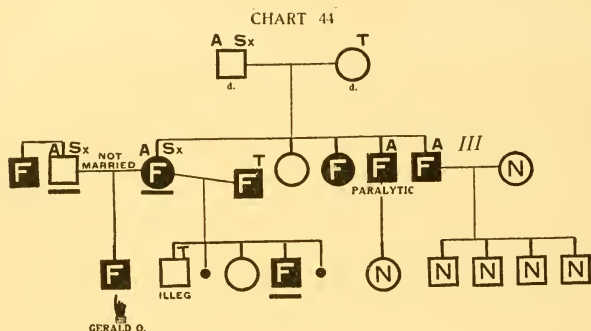 CHART 44
A Sx T
d. d.
A Sx A Sx A A III
F NOT MARRIED F F F F F T N
PARALYTIC
T
F ILLEG F N N N N N
GERALD O.